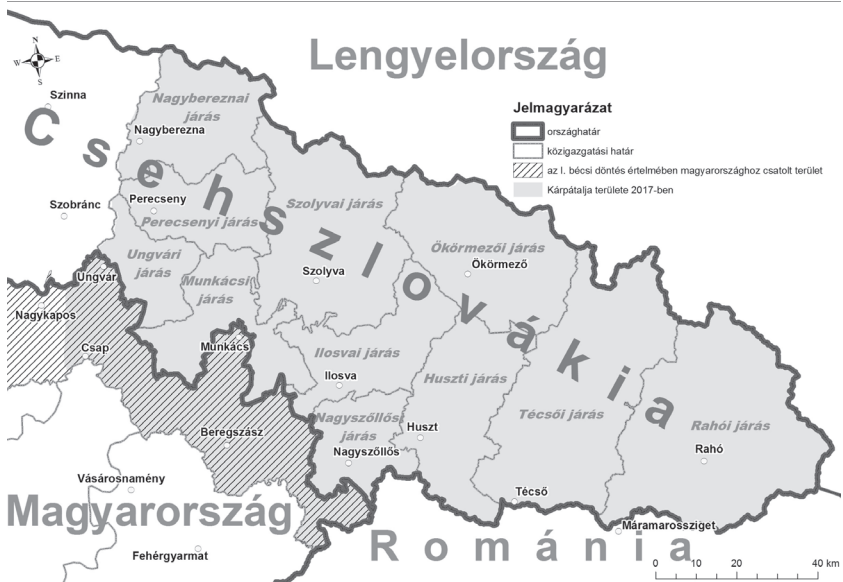 Lengyelország
N
W E
S
Szinna
Csehszlovákia
Nagybereznai
járás
Nagyberezna
Jelmagyarázat
országhatár
közigazgatási határ
az I. bécsi döntés értelmében magyarországhoz csatolt terület
Kárpátalja területe 2017-ben
Szobránc
Perecseny
Perecsenyi járás
Szolyvai járás
Ungvári
járás
Munkácsi
járás
Ökörmezői járás
Ökörmező
Szolyva
Ungvár
Nagykapos
Csap
Munkács
Ilosvai járás
Ilosva
Huszti járás
Técsői járás
Rahói járás
Nagyszőllősi
járás
Nagyszőllős
Huszt
Beregszász
Rahó
Vásárosnamény
Técső
Magyarország
Máramarossziget
Románia
Fehérgyarmat
0 10 20 40 km